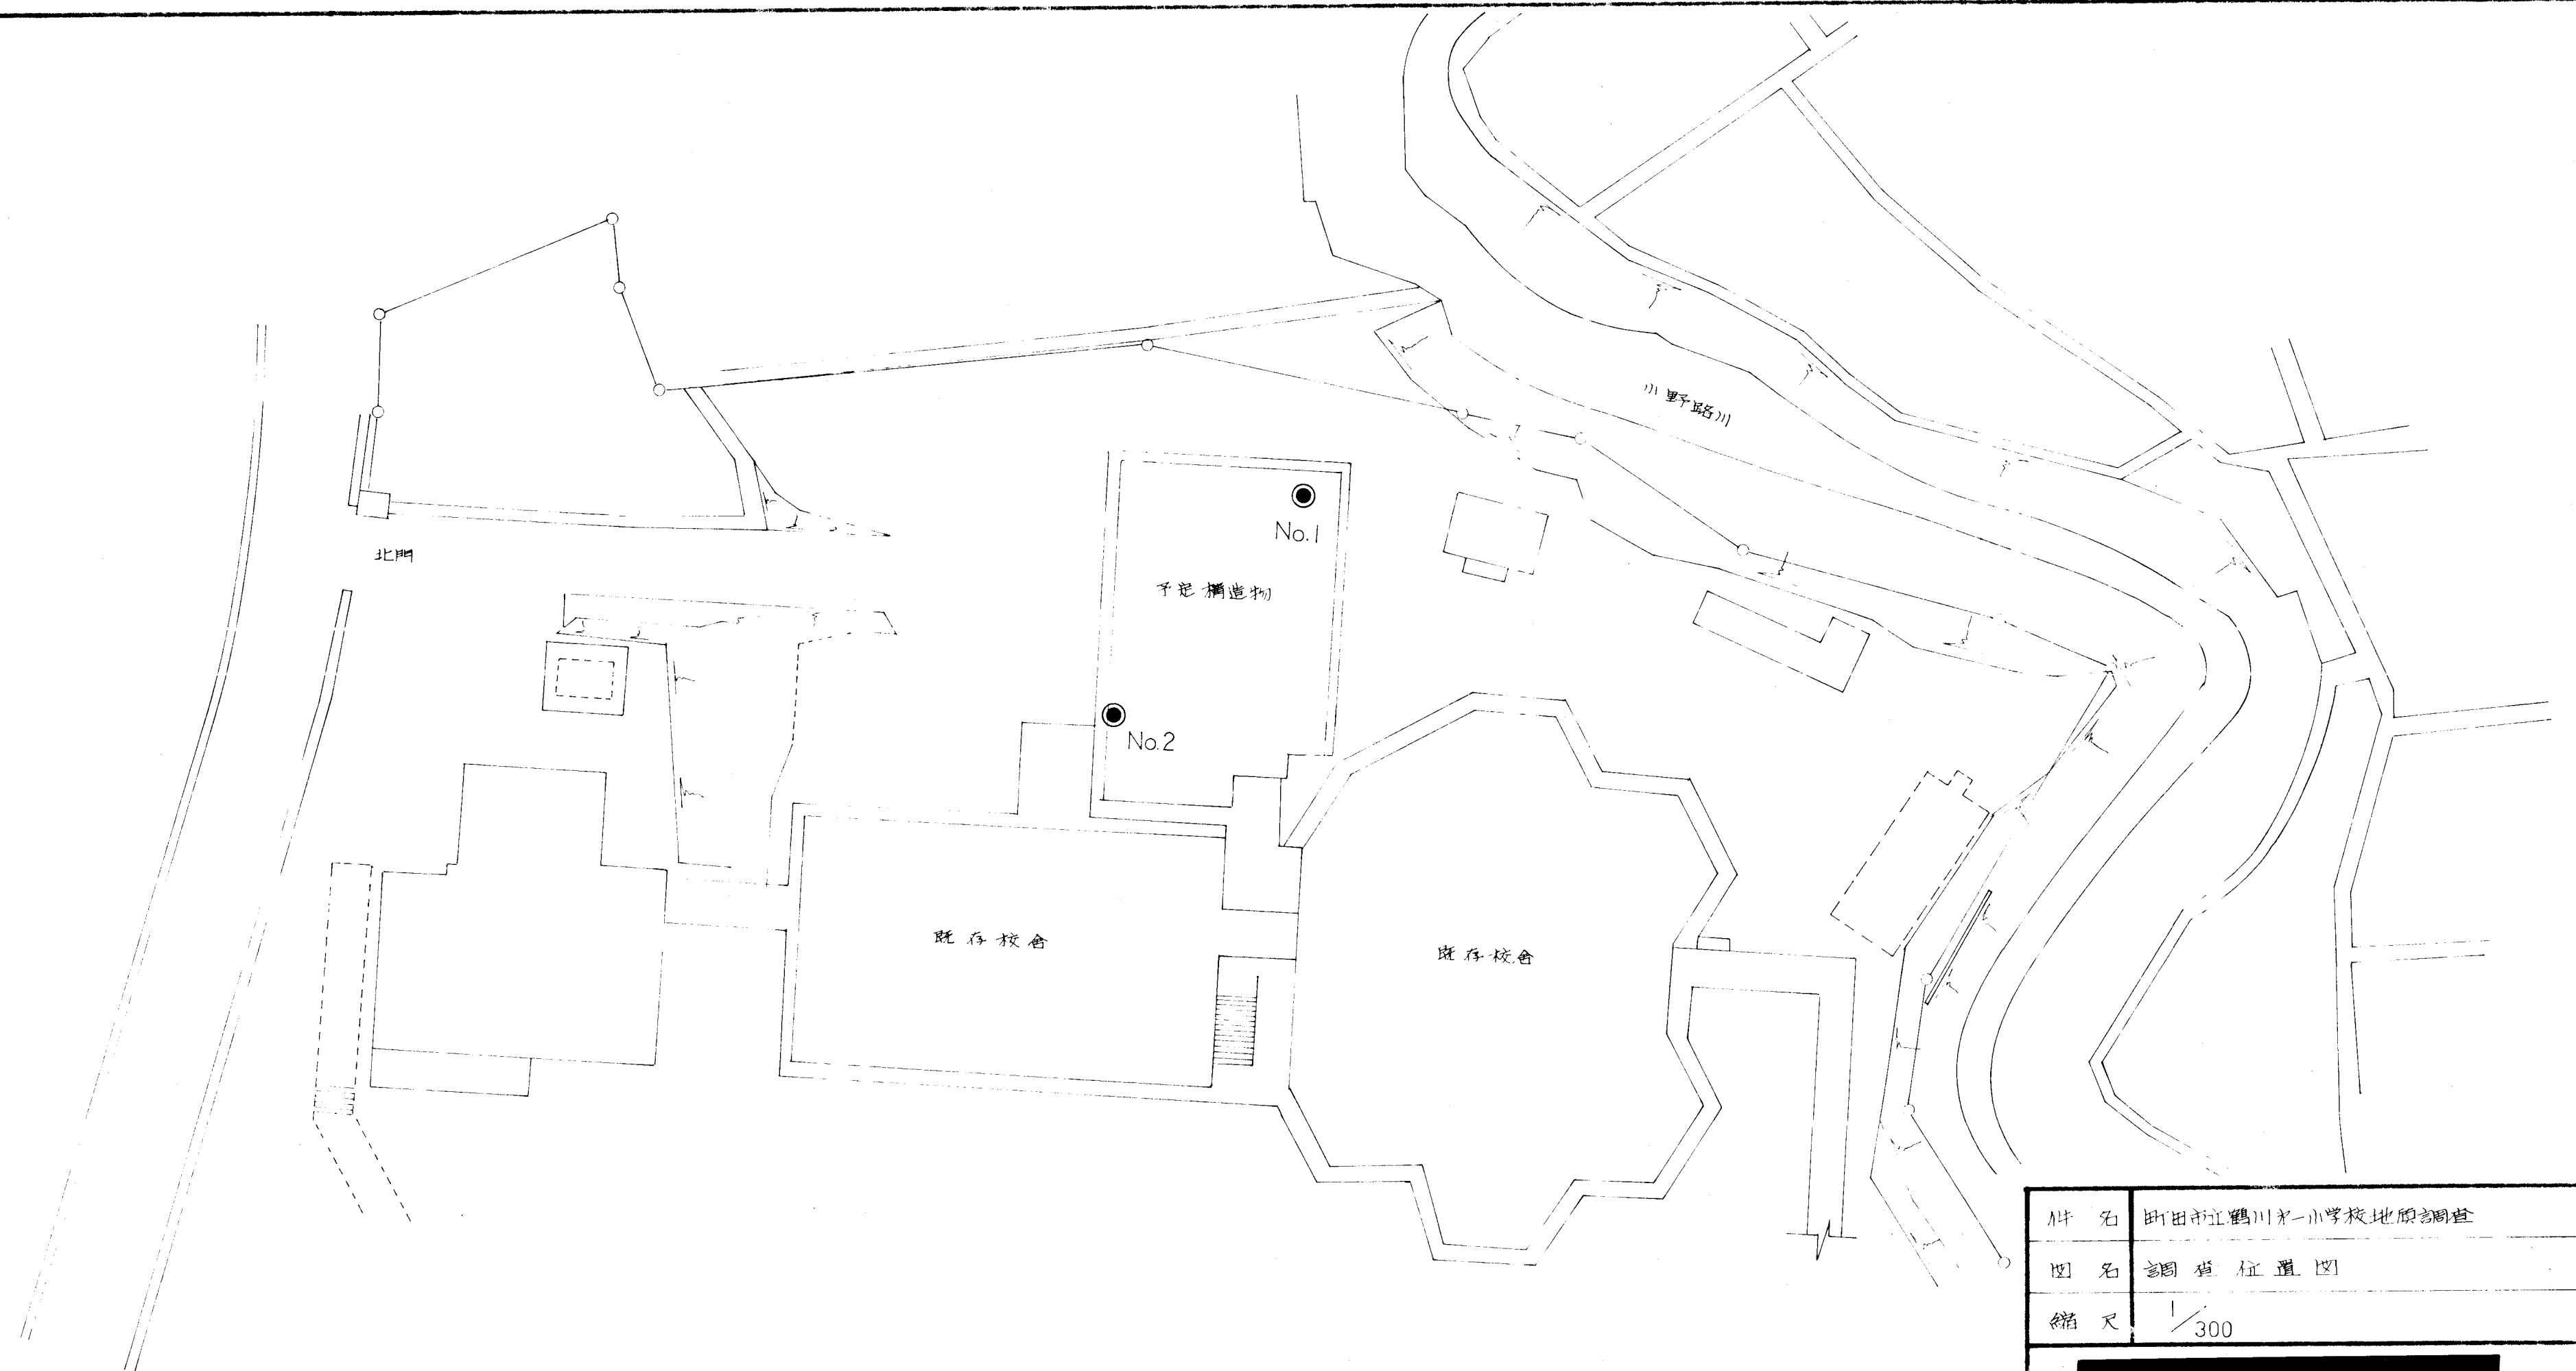 小野路川
No.1
北門
予定構造物
No.2
既存校舎
既存校舎
件名 町田市立鶴川第一小学校地質調査
図名 調査位置図
縮尺 1/300